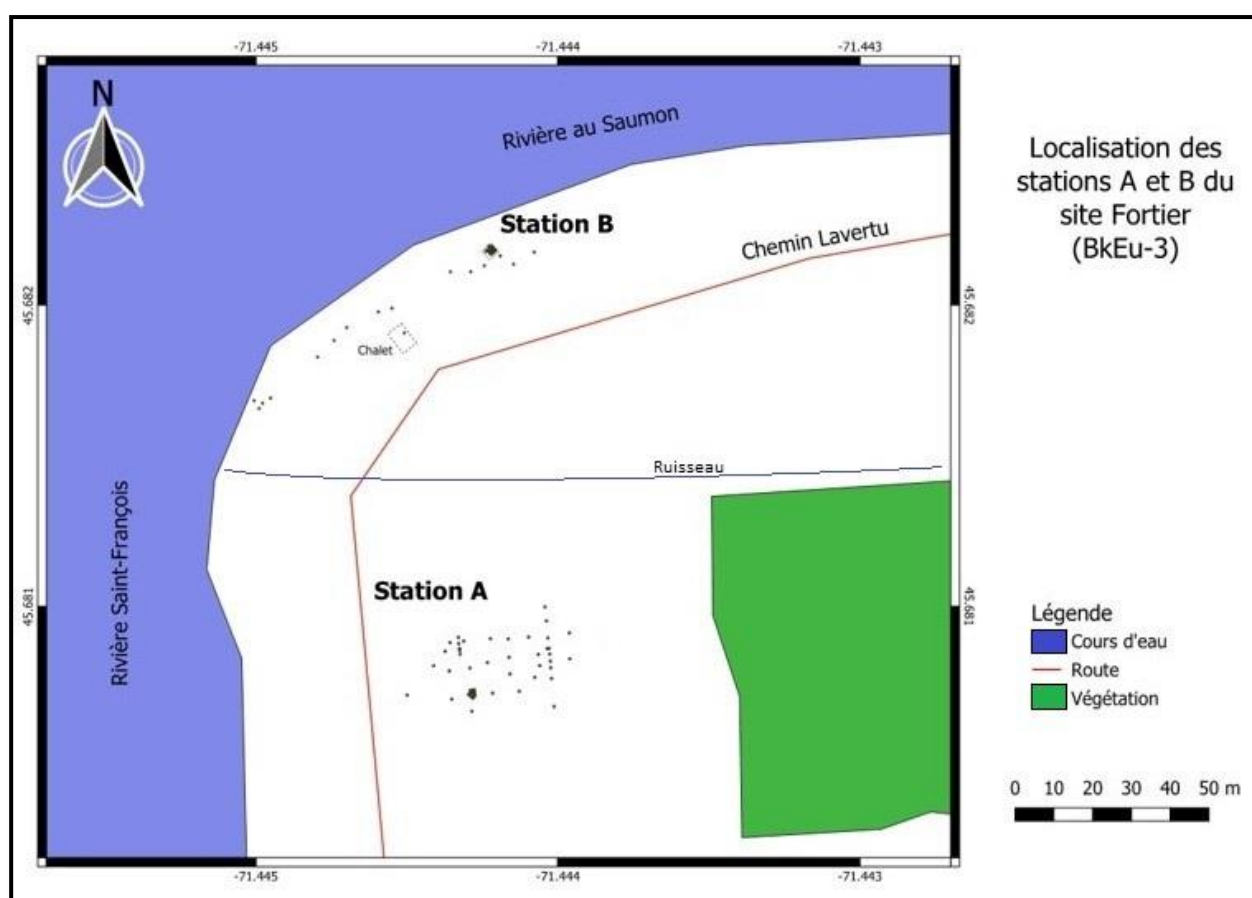 -71.445 -71.444 -71.443
N
Rivière au Saumon
Localisation des
stations A et B du
site Fortier
(BkEu-3)
Station B
Chemin Lavertu
45.682
45.682
Chalet
Ruisseau
Rivière Saint-François
Station A
45.681
45.681
Légende
Cours d'eau
Route
Végétation
0 10 20 30 40 50 m
-71.445 -71.444 -71.443